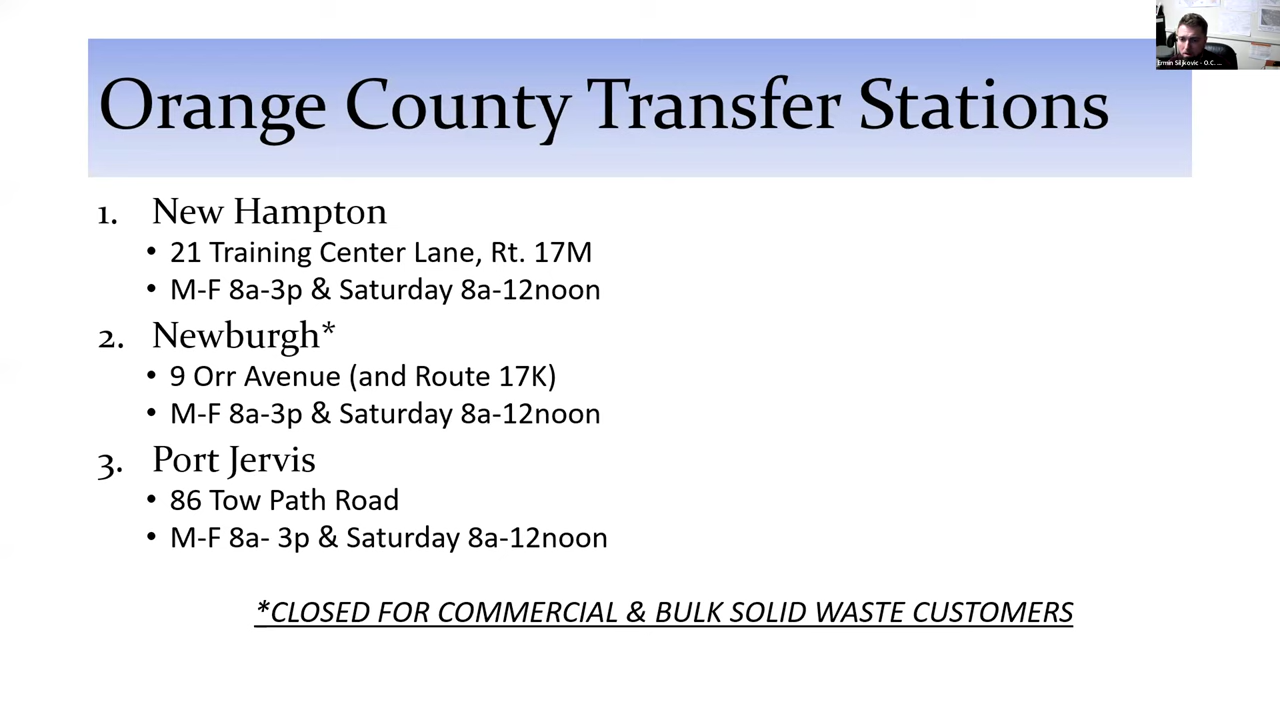 Orange County Transfer Stations
Ermin Siljkovic - O.C. ...
1. New Hampton
• 21 Training Center Lane, Rt. 17M
• M-F 8a-3p & Saturday 8a-12noon
2. Newburgh*
• 9 Orr Avenue (and Route 17K)
• M-F 8a-3p & Saturday 8a-12noon
3. Port Jervis
• 86 Tow Path Road
• M-F 8a- 3p & Saturday 8a-12noon
*CLOSED FOR COMMERCIAL & BULK SOLID WASTE CUSTOMERS